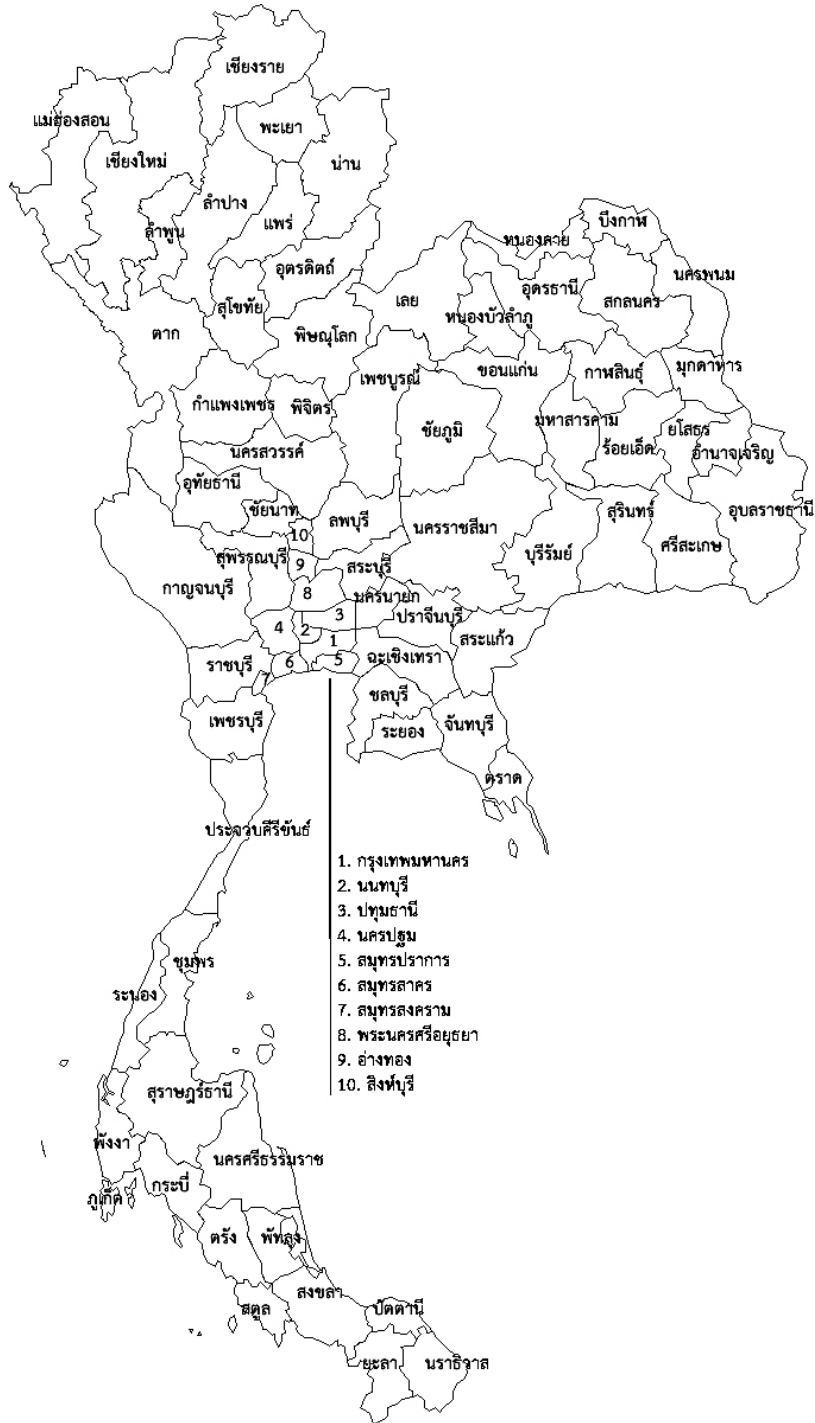 เชียงราย
แม่ฮ่องสอน
พะเยา
เชียงใหม่
น่าน
ลำปาง
แพร่
ลำพูน
บึงกาฬ
หนองคาย
อุตรดิตถ์
นครพนม
อุดรธานี
สกลนคร
เลย
สุโขทัย
หนองบัวลำภู
ตาก
พิษณุโลก
มุกดาหาร
ขอนแก่น
กาฬสินธุ์
เพชบูรณ์
กำแพงเพชร
พิจิตร
มหาสารคาม
ชัยภูมิ
ยโสธร
ร้อยเอ็ด
อำนาจเจริญ
นครสวรรค์
อุทัยธานี
ชัยนาท
ลพบุรี
นครราชสีมา
สุรินทร์
อุบลราชธานี
10
บุรีรัมย์
ศรีสะเกษ
สุพรรณบุรี
9
สระบุรี
กาญจนบุรี
8
นครนายก
3
ปราจีนบุรี
4
2
1
สระแก้ว
ราชบุรี
6
5
ฉะเชิงเทรา
7
ชลบุรี
เพชรบุรี
ระยอง
จันทบุรี
ตราด
ประจวบคีรีขันธ์
1. กรุงเทพมหานคร
2. นนทบุรี
3. ปทุมธานี
4. นครปฐม
5. สมุทรปราการ
6. สมุทรสาคร
7. สมุทรสงคราม
8. พระนครศรีอยุธยา
9. อ่างทอง
10. สิงห์บุรี
ชุมพร
ระนอง
สุราษฎร์ธานี
พังงา
นครศรีธรรมราช
กระบี่
ภูเก็ต
ตรัง
พัทลุง
สงขลา
สตูล
ปัตตานี
ยะลา
นราธิวาส